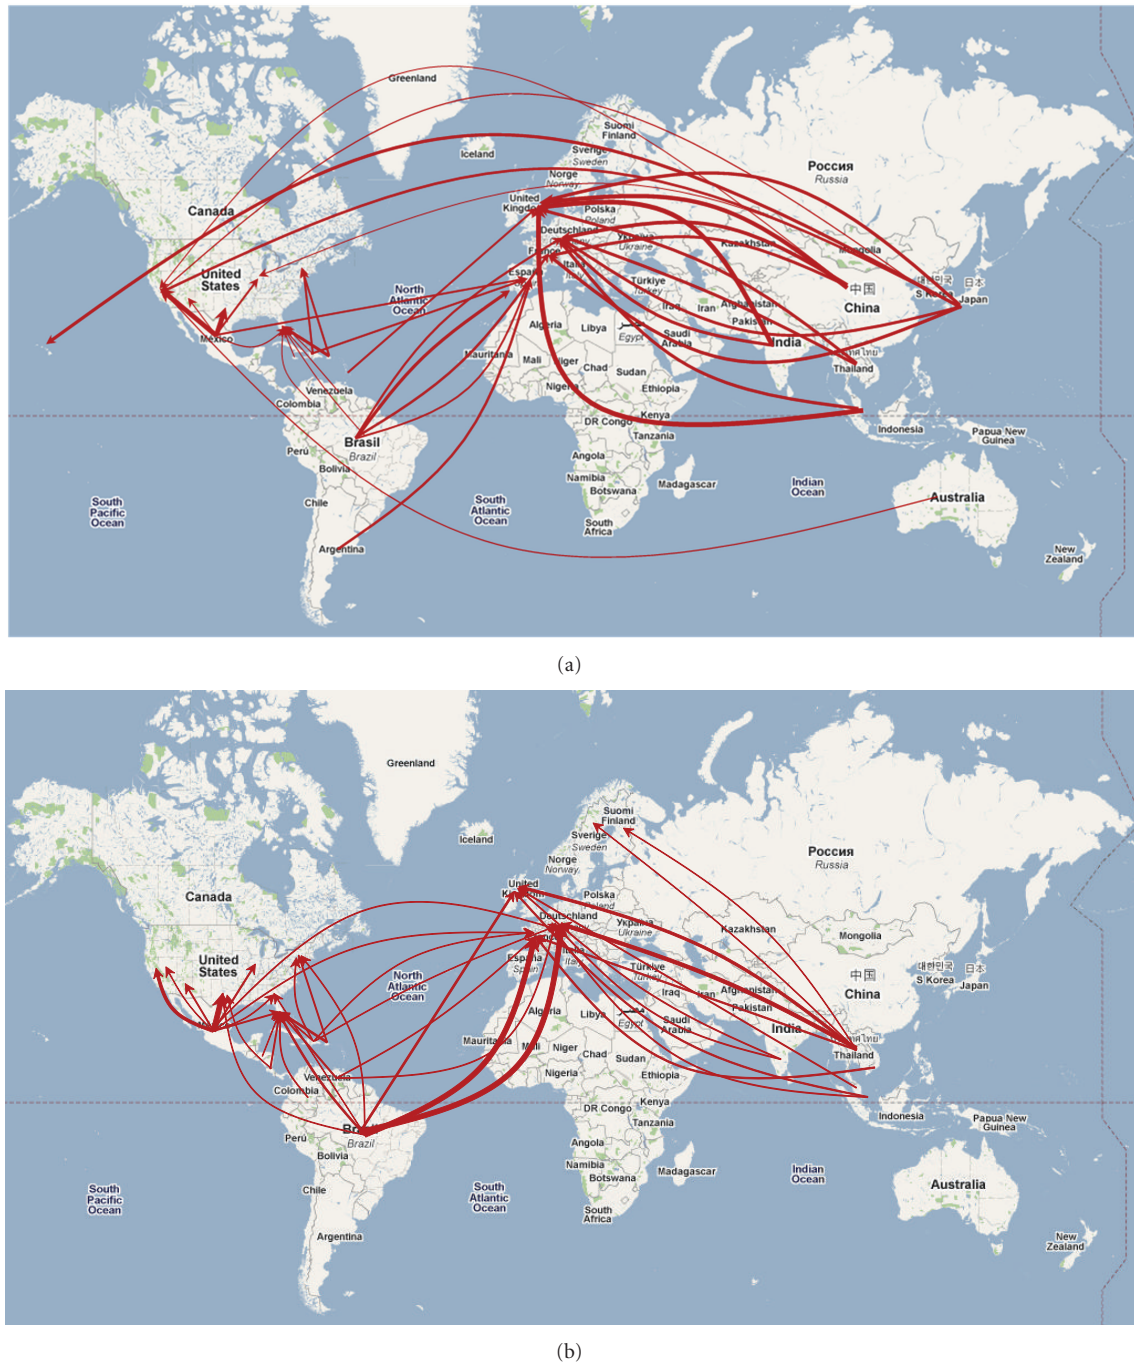 Greenland
Suomi
Finland
Iceland
Sverige
Sweden
Россия
Russia
Norge
Norway
Canada
United
Kingdom
Polska
Poland
Deutschland
Україна
Ukraine
Kazakhstan
Mongolia
France
Italia
Italy
United
States
España
North
Atlantic
Ocean
Türkiye
Turkey
Iraq
Iran
Afghanistan
Pakistan
中国
China
대한민국
S Korea
日本
Japan
México
Algeria
Libya
Egypt
Saudi
Arabia
India
Mauritania
Mali
Niger
Chad
Sudan
Thailand
Venezuela
Nigeria
Ethiopia
Colombia
Kenya
DR Congo
Tanzania
Indonesia
Papua New
Guinea
Brasil
Brazil
Perú
Bolivia
Angola
Namibia
Botswana
Madagascar
Indian
Ocean
Australia
South
Pacific
Ocean
Chile
South
Atlantic
Ocean
South
Africa
Argentina
New
Zealand
(a)
Greenland
Suomi
Finland
Iceland
Sverige
Sweden
Россия
Russia
Norge
Norway
Canada
United
Polska
Poland
Deutschland
Україна
Ukraine
Kazakhstan
Mongolia
United
States
España
Spain
Italy
North
Atlantic
Ocean
Türkiye
Turkey
Iraq
Iran
Afghanistan
Pakistan
中国
China
대한민국
S Korea
日本
Japan
Algeria
Libya
Egypt
Saudi
Arabia
India
Mauritania
Mali
Niger
Chad
Sudan
Thailand
Venezuela
Nigeria
Ethiopia
Colombia
Kenya
DR Congo
Tanzania
Indonesia
Papua New
Guinea
Brazil
Perú
Bolivia
Angola
Namibia
Botswana
Madagascar
Indian
Ocean
Australia
South
Pacific
Ocean
Chile
South
Atlantic
Ocean
South
Africa
Argentina
New
Zealand
(b)